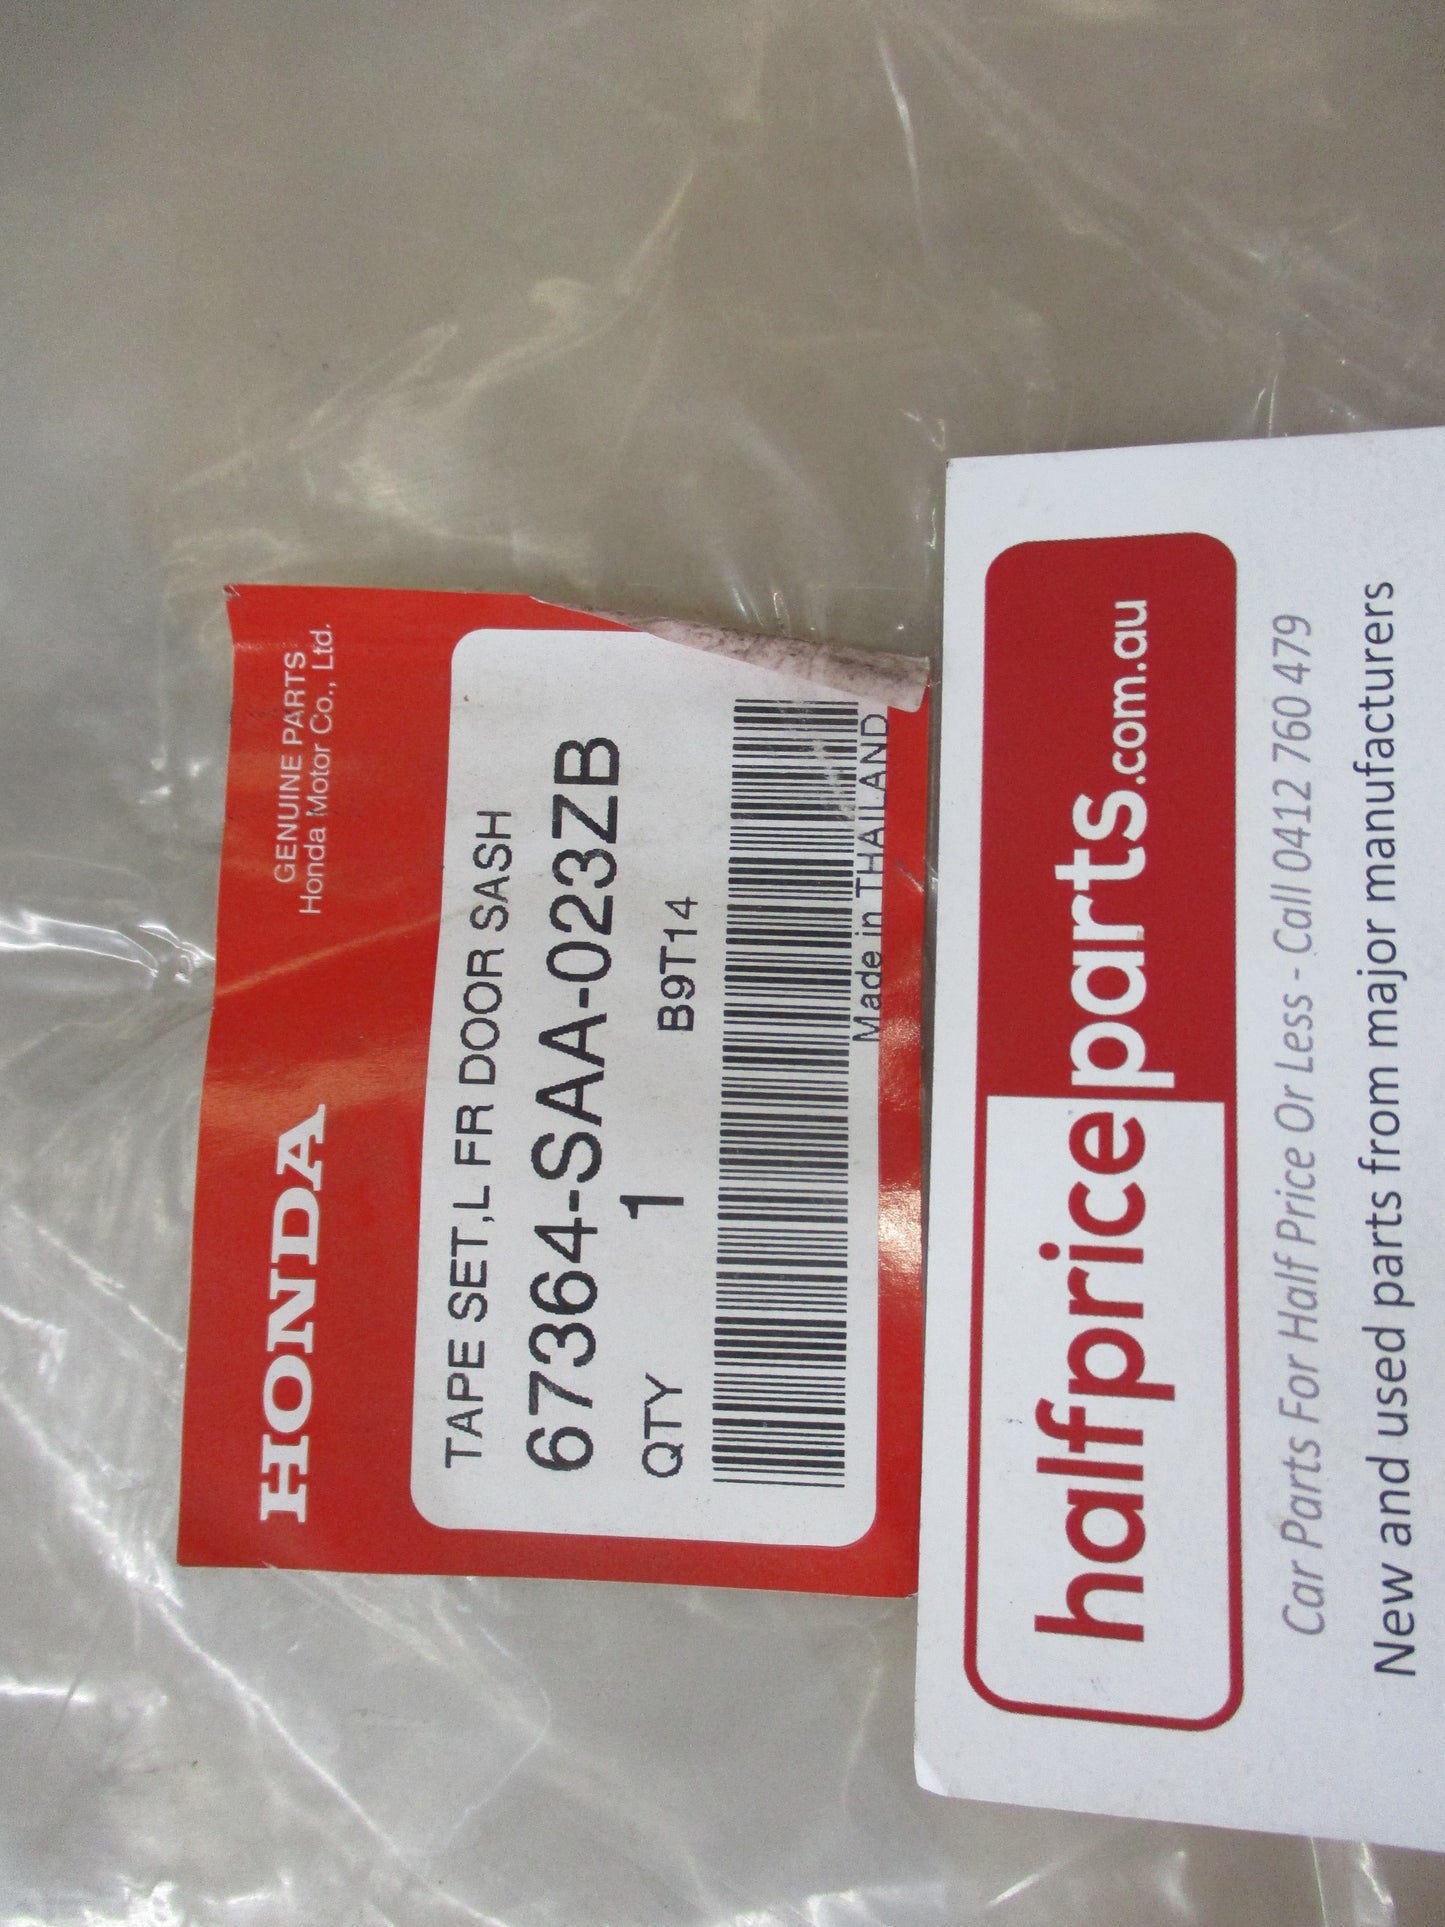 HONDA
GENUINE PARTS
Honda Motor Co., Ltd.
TAPE SET,L FR DOOR SASH
67364-SAA-023ZB
QTY 1 B9T14
Made in THAILAND
halfpriceparts.com.au
Car Parts For Half Price Or Less - Call 0412 760 479
New and used parts from major manufacturers